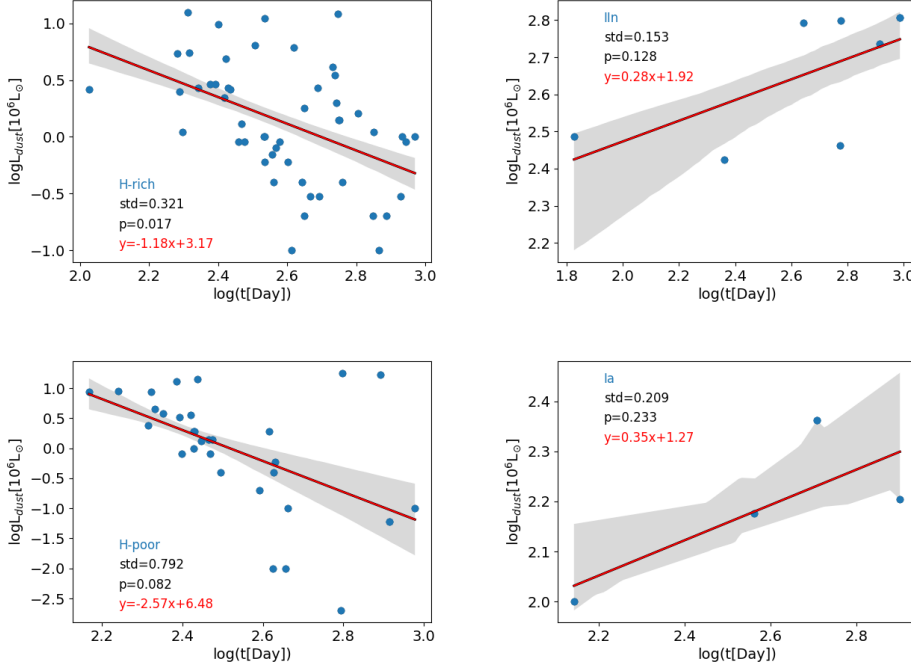 1.0
0.5
0.0
−0.5
−1.0
logL_dust[10^6L_⊙]
H-rich
std=0.321
p=0.017
y=-1.18x+3.17
2.0 2.2 2.4 2.6 2.8 3.0
log(t[Day])
2.8
2.7
2.6
2.5
2.4
2.3
2.2
logL_dust[10^6L_⊙]
IIn
std=0.153
p=0.128
y=0.28x+1.92
1.8 2.0 2.2 2.4 2.6 2.8 3.0
log(t[Day])
1.0
0.5
0.0
−0.5
−1.0
−1.5
−2.0
−2.5
logL_dust[10^6L_⊙]
H-poor
std=0.792
p=0.082
y=-2.57x+6.48
2.2 2.4 2.6 2.8 3.0
log(t[Day])
2.4
2.3
2.2
2.1
2.0
logL_dust[10^6L_⊙]
Ia
std=0.209
p=0.233
y=0.35x+1.27
2.2 2.4 2.6 2.8
log(t[Day])